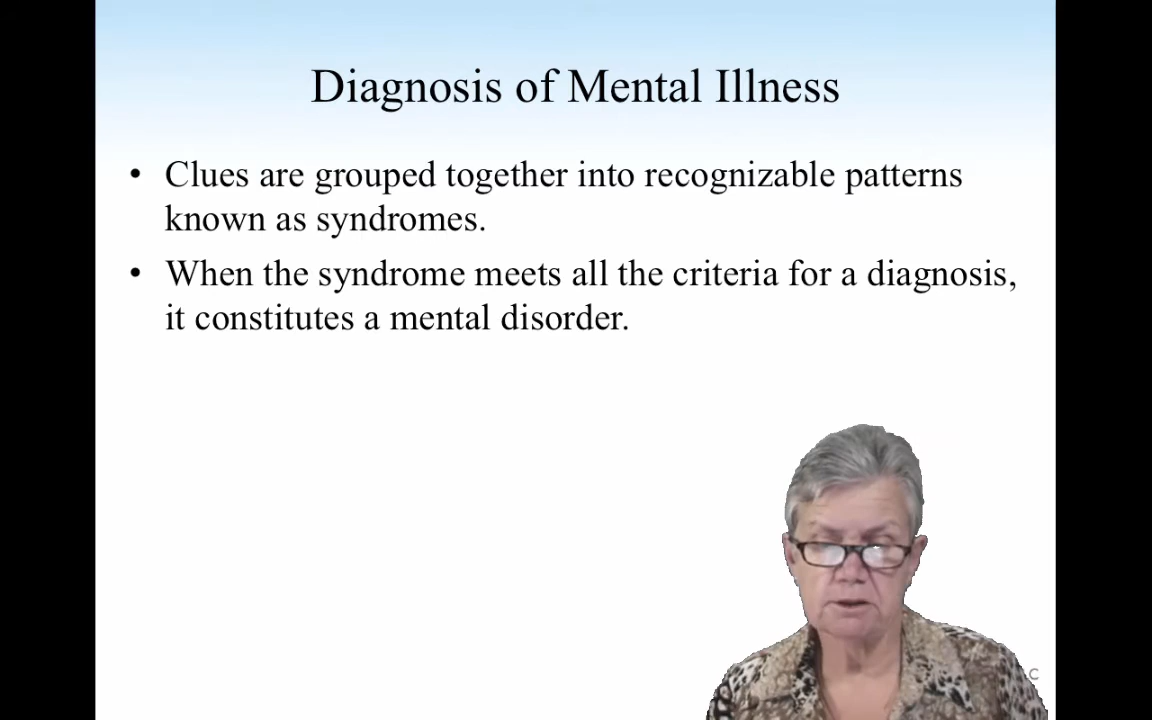 Diagnosis of Mental Illness
• Clues are grouped together into recognizable patterns
known as syndromes.
• When the syndrome meets all the criteria for a diagnosis,
it constitutes a mental disorder.